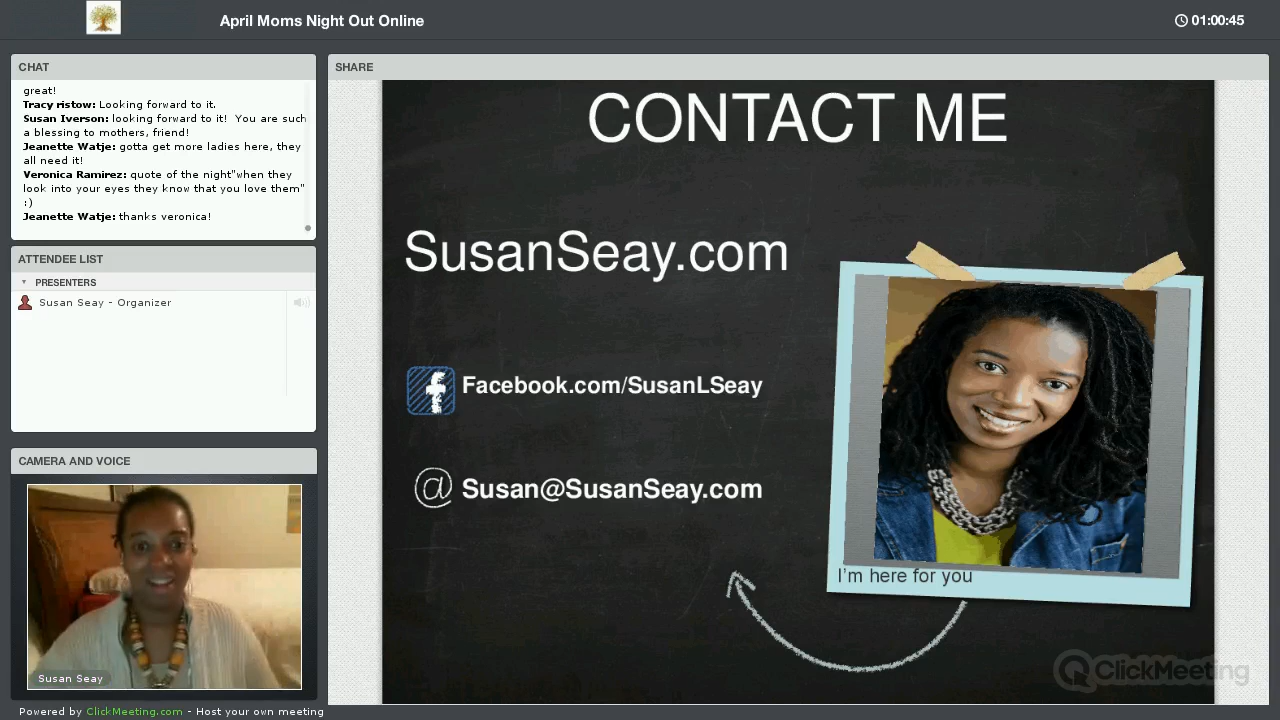 April Moms Night Out Online
01:00:45
CHAT
great!
Looking forward to it.
Susan Iverson: looking forward to it! You are such
a blessing to mothers, friend!
Jeanette Watje: gotta get more ladies here, they
all need it!
Veronica Ramirez: quote of the night"when they
look into your eyes they know that you love them"
:)
Jeanette Watje: thanks veronica!
ATTENDEE LIST
PRESENTERS
Susan Seay - Organizer
CAMERA AND VOICE
Susan Seay
Powered by ClickMeeting.com - Host your own meeting
SHARE
CONTACT ME
SusanSeay.com
Facebook.com/SusanLSeay
@ Susan@SusanSeay.com
I'm here for you
ClickMeeting